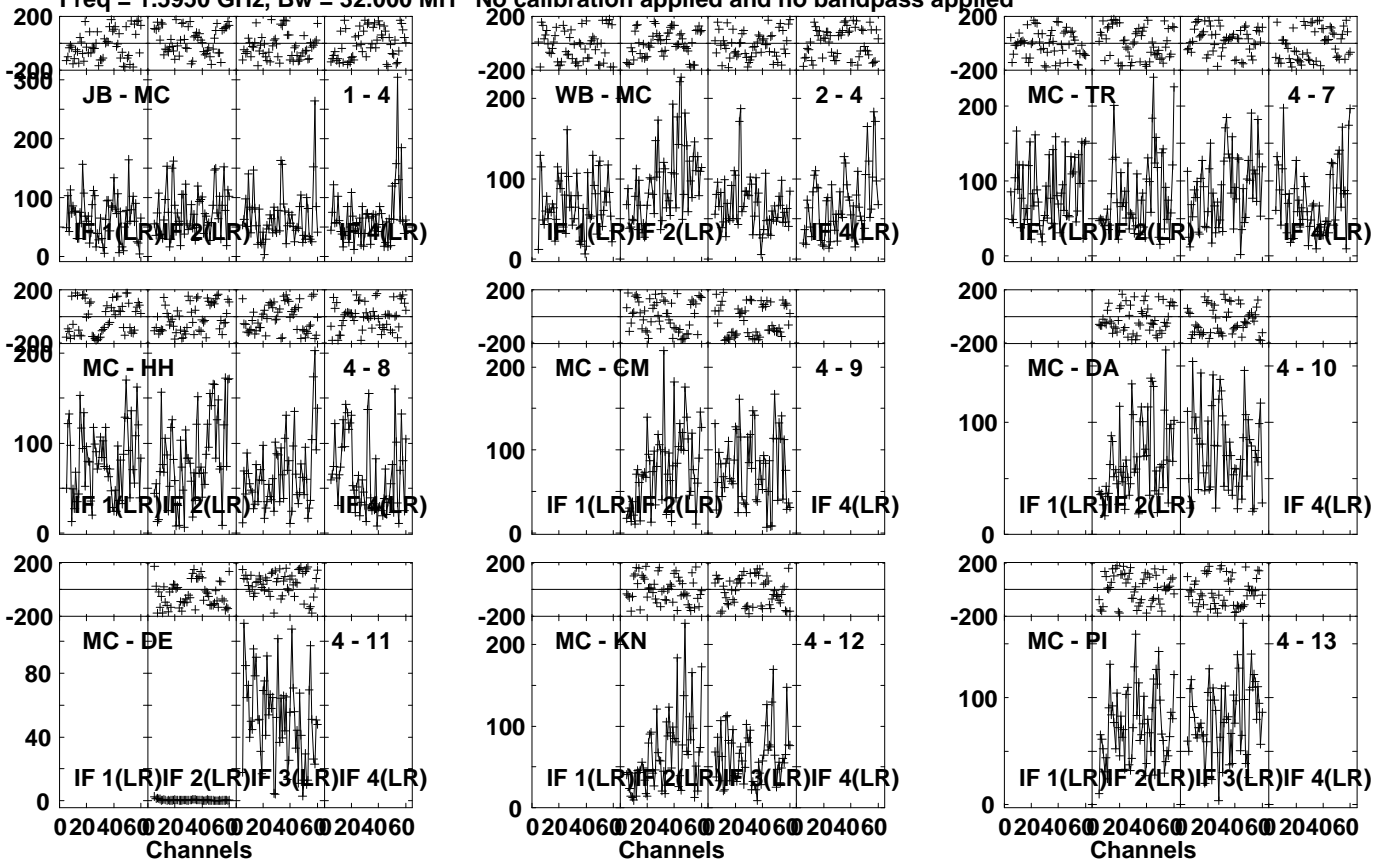 Freq = 1.5950 GHz, Bw = 32.000 MH No calibration applied and no bandpass applied
200 200 200
-200 -200 -200
300
JB - MC 1 - 4 WB - MC 2 - 4 MC - TR 4 - 7
200 200 200
100 100 100
IF 1(LR) IF 2(LR) IF 4(LR) IF 1(LR) IF 2(LR) IF 4(LR) IF 1(LR) IF 2(LR) IF 4(LR)
0 0 0
200 200 200
-200 -200 -200
200
MC - HH 4 - 8 MC - CM 4 - 9 MC - DA 4 - 10
200
100 100 100
IF 1(LR) IF 2(LR) IF 4(LR) IF 1(LR) IF 2(LR) IF 4(LR) IF 1(LR) IF 2(LR) IF 4(LR)
0 0 0
200 200 200
-200 -200 -200
MC - DE 4 - 11 MC - KN 4 - 12 MC - PI 4 - 13
80 200
40 100 100
IF 1(LR) IF 2(LR) IF 3(LR) IF 4(LR) IF 1(LR) IF 2(LR) IF 3(LR) IF 4(LR) IF 1(LR) IF 2(LR) IF 3(LR) IF 4(LR)
0 0 0
0 20 40 60 0 20 40 60 0 20 40 60 0 20 40 60 0 20 40 60 0 20 40 60 0 20 40 60 0 20 40 60 0 20 40 60 0 20 40 60 0 20 40 60 0 20 40 60
Channels Channels Channels